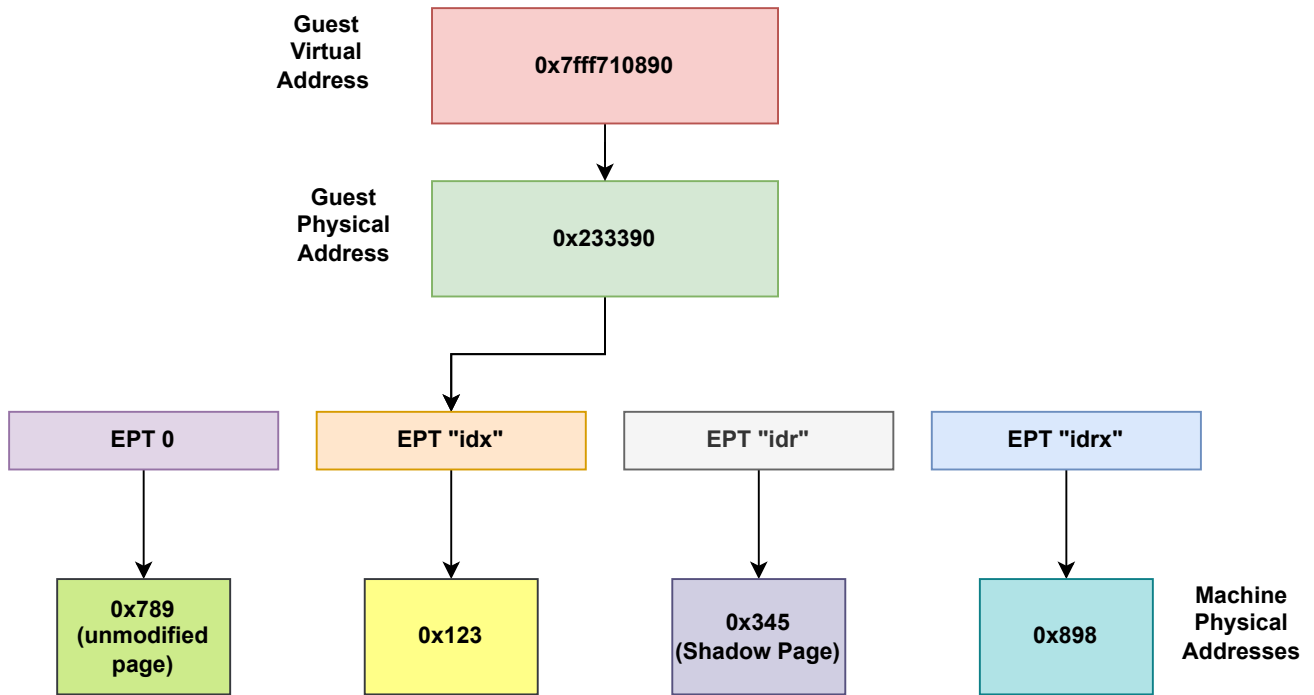 Guest
Virtual
Address
0x7fff710890
Guest
Physical
Address
0x233390
EPT 0
EPT "idx"
EPT "idr"
EPT "idrx"
0x789
(unmodified
page)
0x123
0x345
(Shadow Page)
0x898
Machine
Physical
Addresses